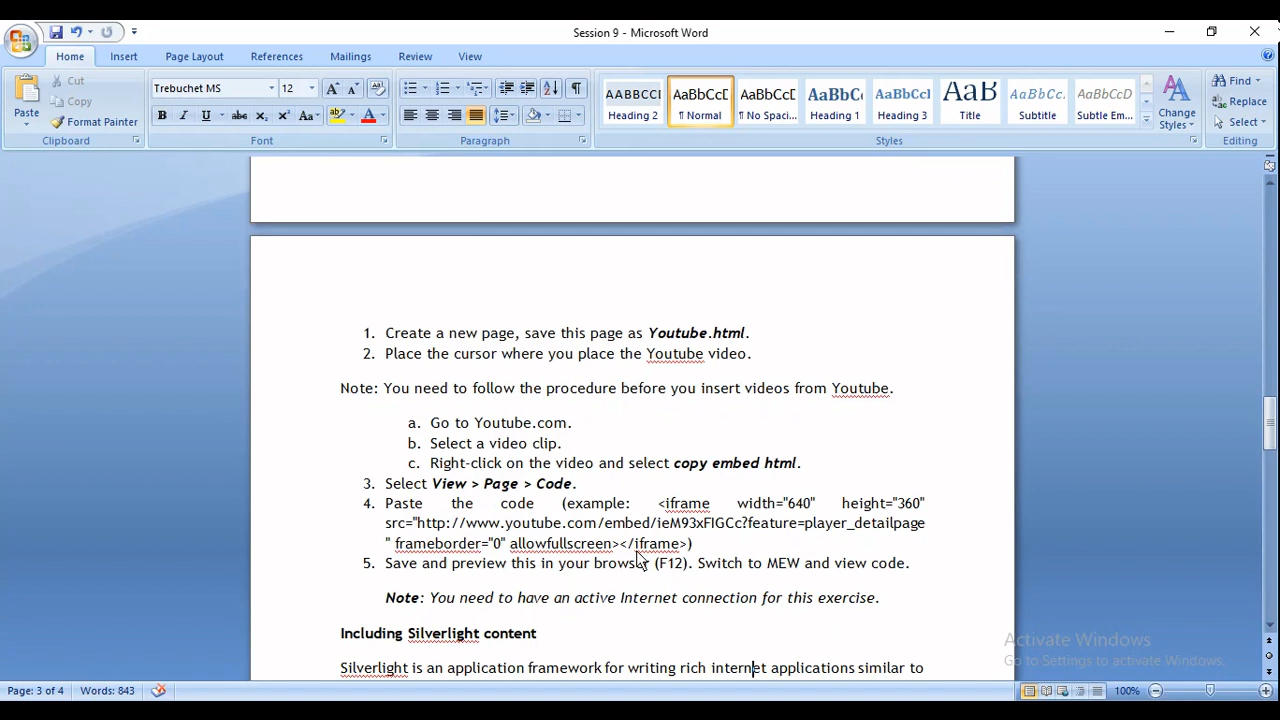 Session 9 - Microsoft Word
Home Insert Page Layout References Mailings Review View
Cut
Copy
Format Painter
Paste
Clipboard
Trebuchet MS 12
Font
Paragraph
AABBCCI AaBbCcD AaBbCcD AaBbC AaBbCcI AaB AaBbCc. AaBbCcD
Heading 2 ¶ Normal ¶ No Spaci... Heading 1 Heading 3 Title Subtitle Subtle Em...
Change Styles
Styles
Find
Replace
Select
Editing
1. Create a new page, save this page as Youtube.html.
2. Place the cursor where you place the Youtube video.
Note: You need to follow the procedure before you insert videos from Youtube.
a. Go to Youtube.com.
b. Select a video clip.
c. Right-click on the video and select copy embed html.
3. Select View > Page > Code.
4. Paste the code (example: <iframe width="640" height="360"
src="http://www.youtube.com/embed/ieM93xFIGCc?feature=player_detailpage
" frameborder="0" allowfullscreen></iframe>)
5. Save and preview this in your browser (F12). Switch to MEW and view code.
Note: You need to have an active Internet connection for this exercise.
Including Silverlight content
Silverlight is an application framework for writing rich internet applications similar to
Activate Windows
Go to Settings to activate Windows.
Page: 3 of 4 Words: 843 100%